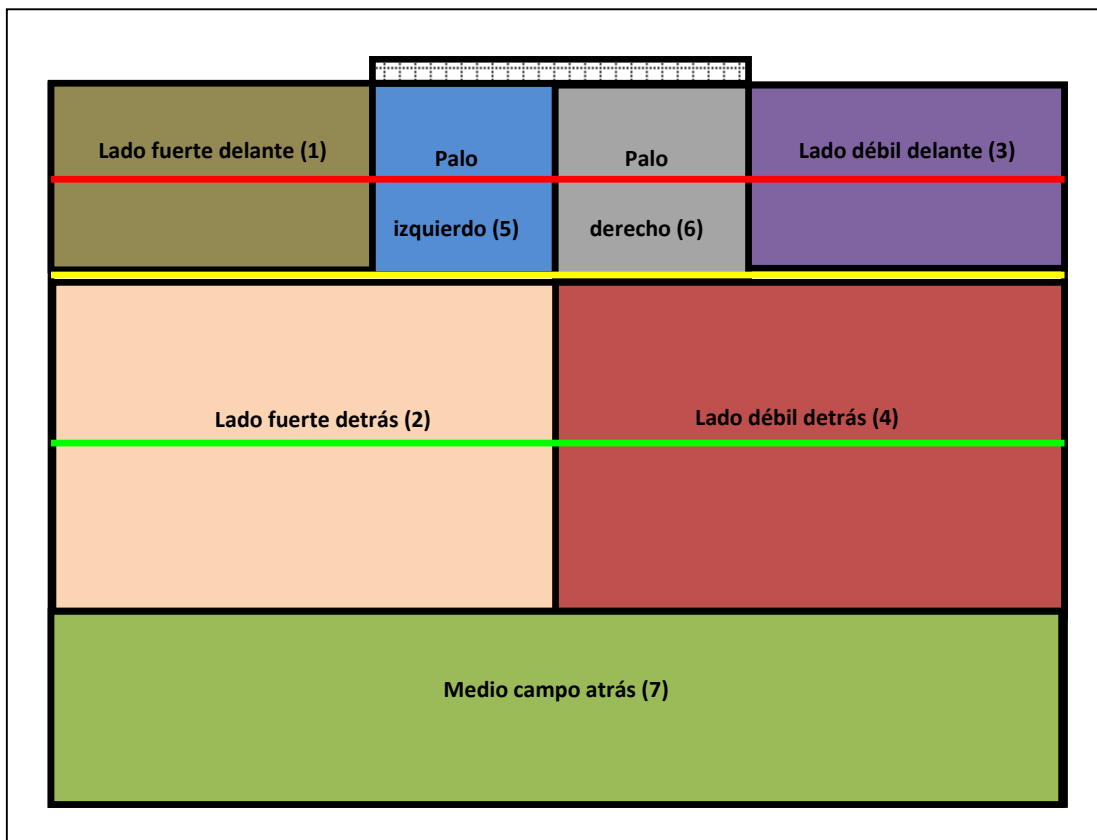 Lado fuerte delante (1)
Palo
izquierdo (5)
Palo
derecho (6)
Lado débil delante (3)
Lado fuerte detrás (2)
Lado débil detrás (4)
Medio campo atrás (7)